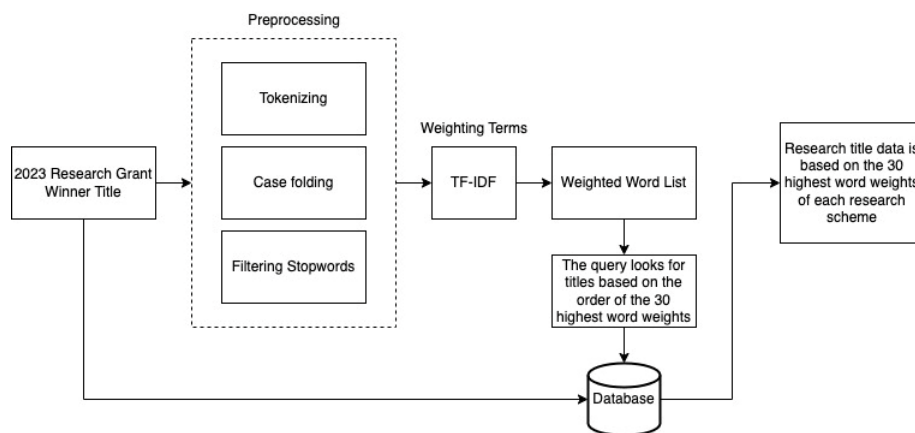 Preprocessing
Tokenizing
Case folding
Filtering Stopwords
2023 Research Grant
Winner Title
Weighting Terms
TF-IDF
Weighted Word List
The query looks for
titles based on the
order of the 30
highest word weights
Database
Research title data is
based on the 30
highest word weights
of each research
scheme